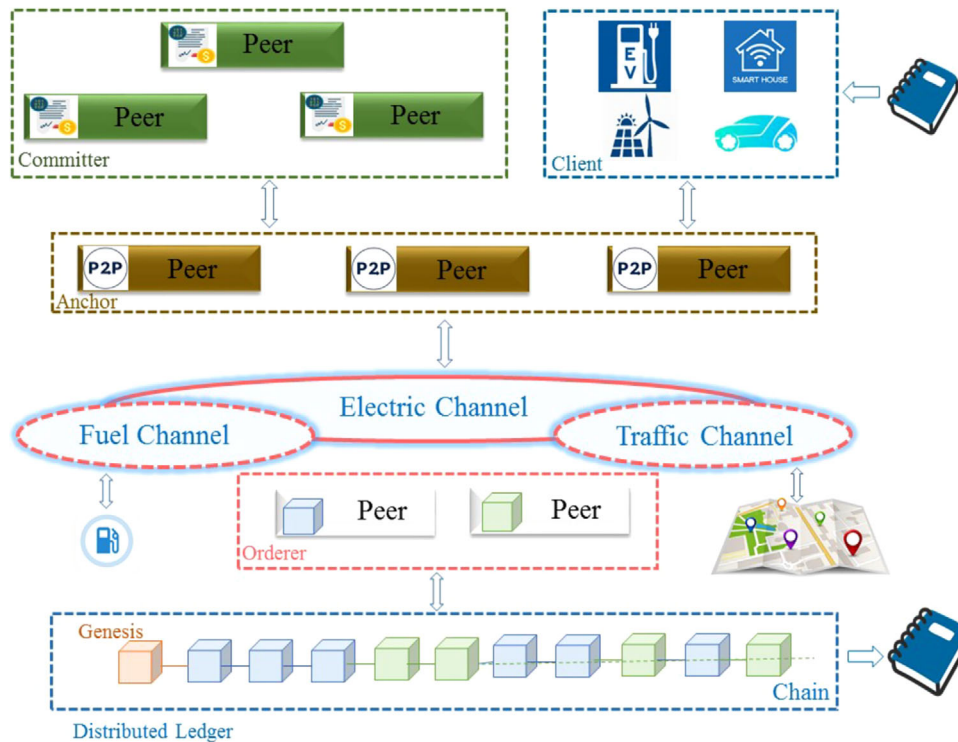 Peer
Peer
Peer
Committer
E
V
SMART HOUSE
Client
P2P
Peer
P2P
Peer
P2P
Peer
Anchor
Electric Channel
Fuel Channel
Traffic Channel
Peer
Peer
Orderer
Genesis
Chain
Distributed Ledger